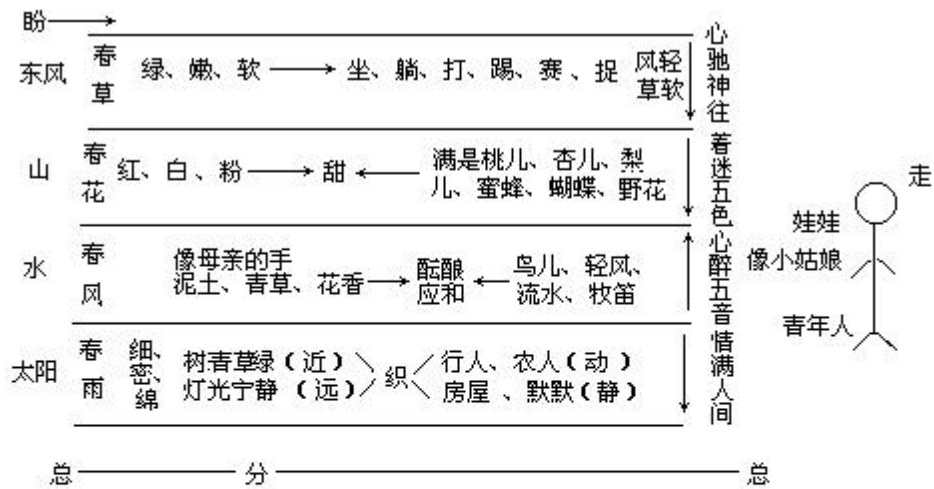 盼
东风 春草 绿、嫩、软 坐、躺、打、踢、赛、捉 风轻草软 心驰神往
山 春花 红、白、粉 甜 满是桃儿、杏儿、梨
儿、蜜蜂、蝴蝶、野花 着迷五色
水 春风 像母亲的手
泥土、青草、花香 酝酿
应和 鸟儿、轻风、
流水、牧笛 心醉五音
太阳 春雨 细、密、绵 树青草绿(近)
灯光宁静(远) 织 行人、农人(动)
房屋、默默(静) 情满人间
总 分 总
走
娃娃
像小姑娘
青年人